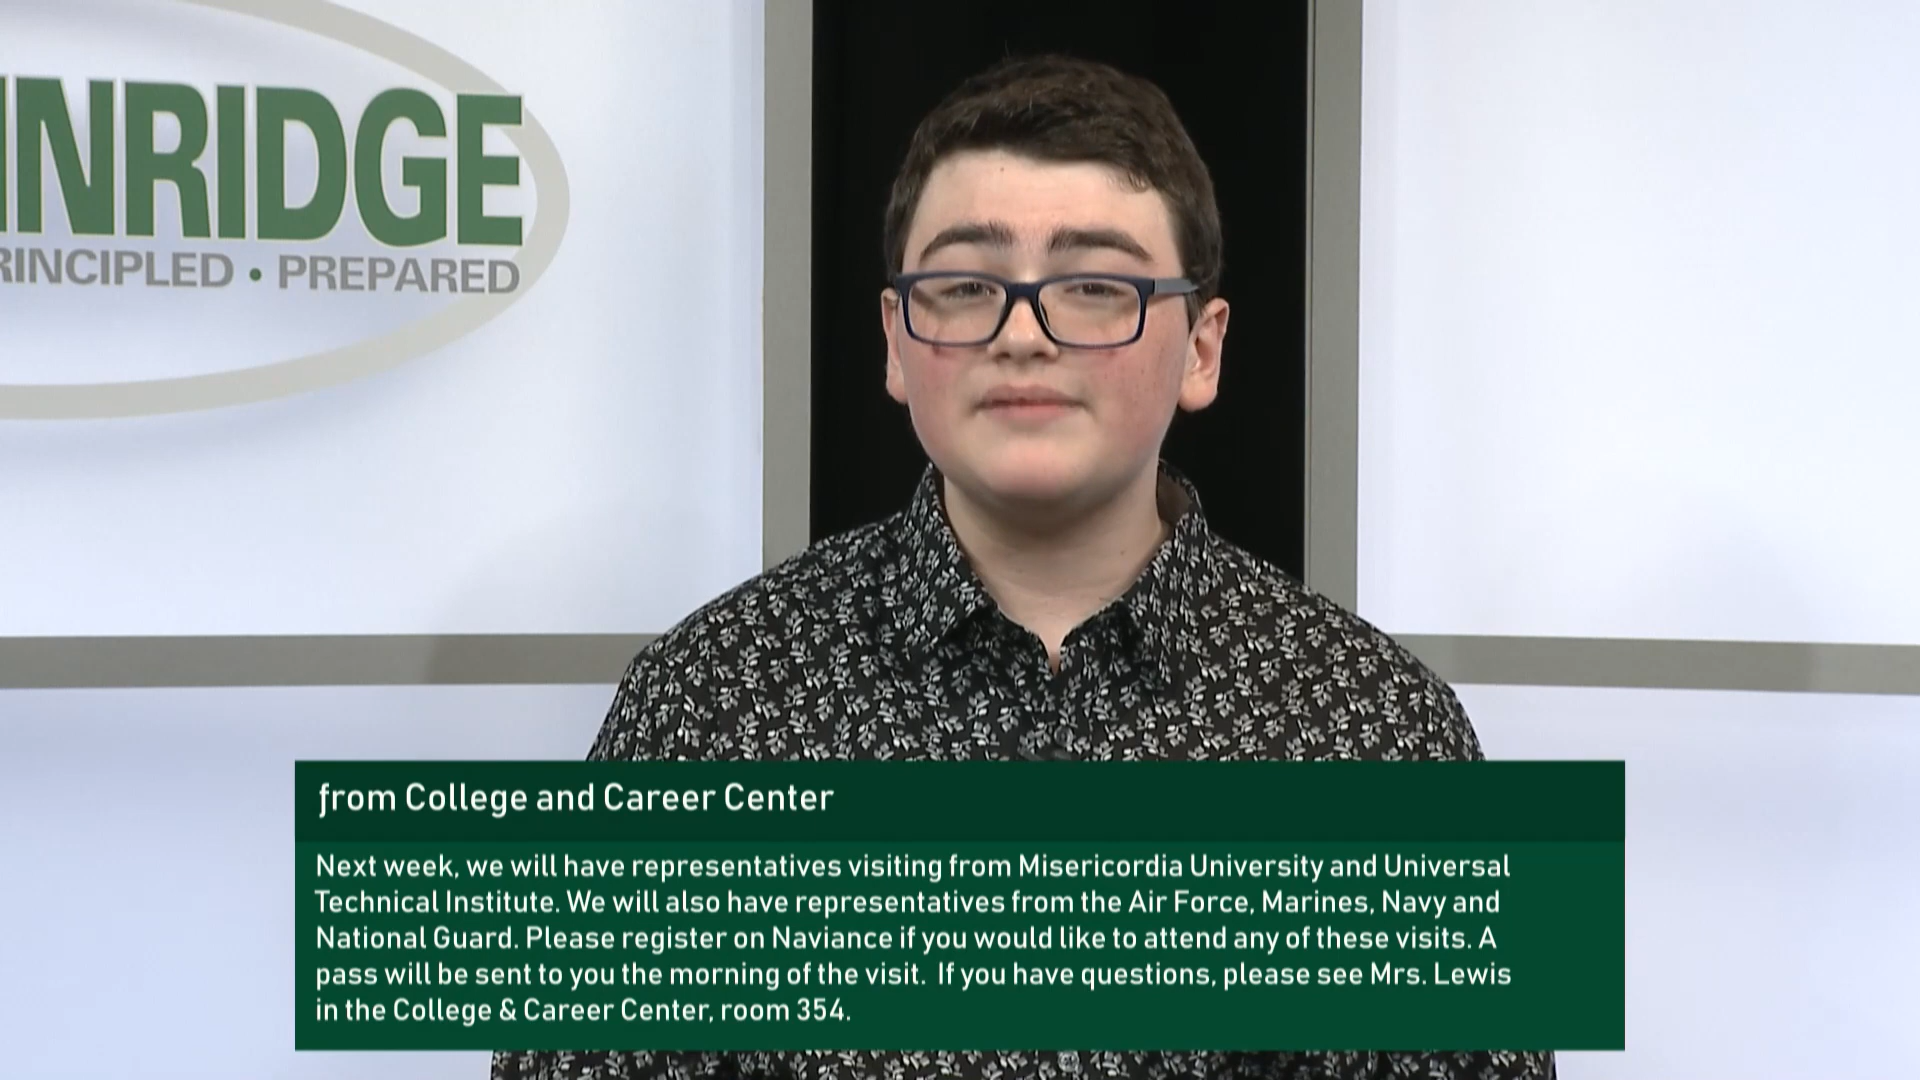 INRIDGE
RINCIPLED • PREPARED
from College and Career Center
Next week, we will have representatives visiting from Misericordia University and Universal
Technical Institute. We will also have representatives from the Air Force, Marines, Navy and
National Guard. Please register on Naviance if you would like to attend any of these visits. A
pass will be sent to you the morning of the visit.  If you have questions, please see Mrs. Lewis
in the College & Career Center, room 354.